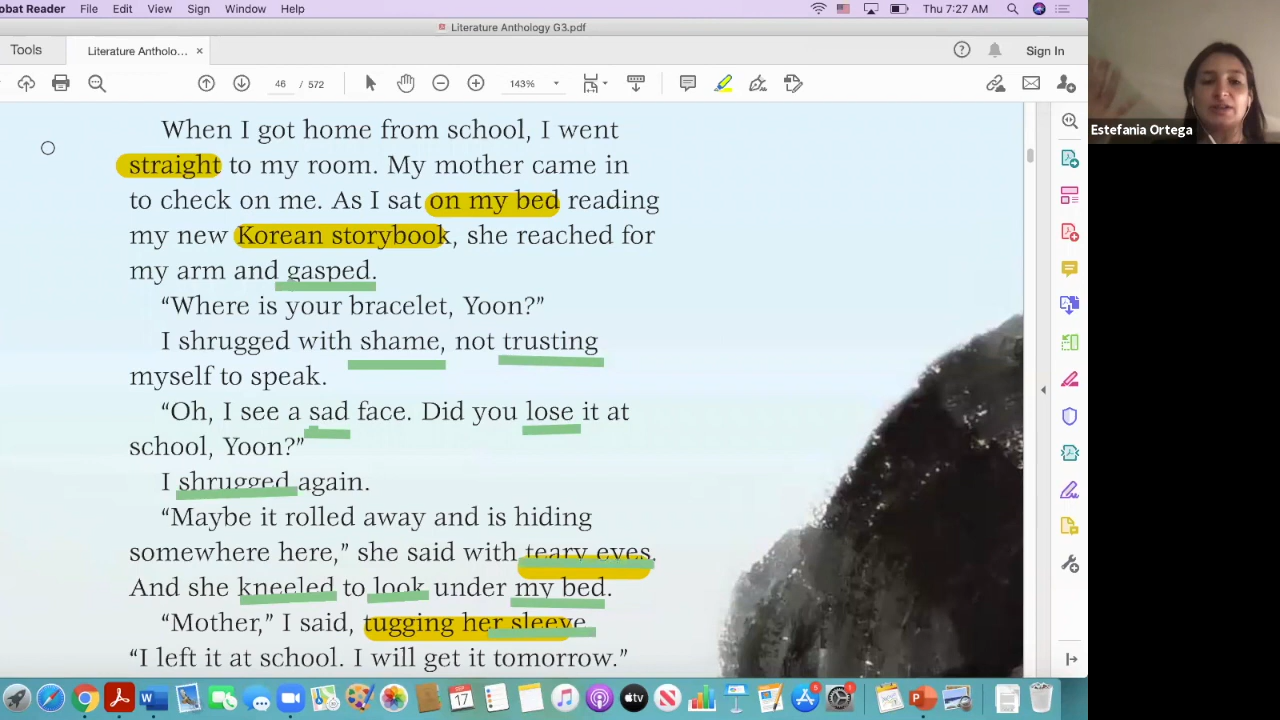 obat Reader File Edit View Sign Window Help Thu 7:27 AM
Literature Anthology G3.pdf
Tools Literature Antholo... × Sign In
46 / 572 143%
Estefania Ortega
When I got home from school, I went
straight to my room. My mother came in
to check on me. As I sat on my bed reading
my new Korean storybook, she reached for
my arm and gasped.
“Where is your bracelet, Yoon?”
I shrugged with shame, not trusting
myself to speak.
“Oh, I see a sad face. Did you lose it at
school, Yoon?”
I shrugged again.
“Maybe it rolled away and is hiding
somewhere here,” she said with teary eyes.
And she kneeled to look under my bed.
“Mother,” I said, tugging her sleeve
“I left it at school. I will get it tomorrow.”
SEP
17
tv
5
1